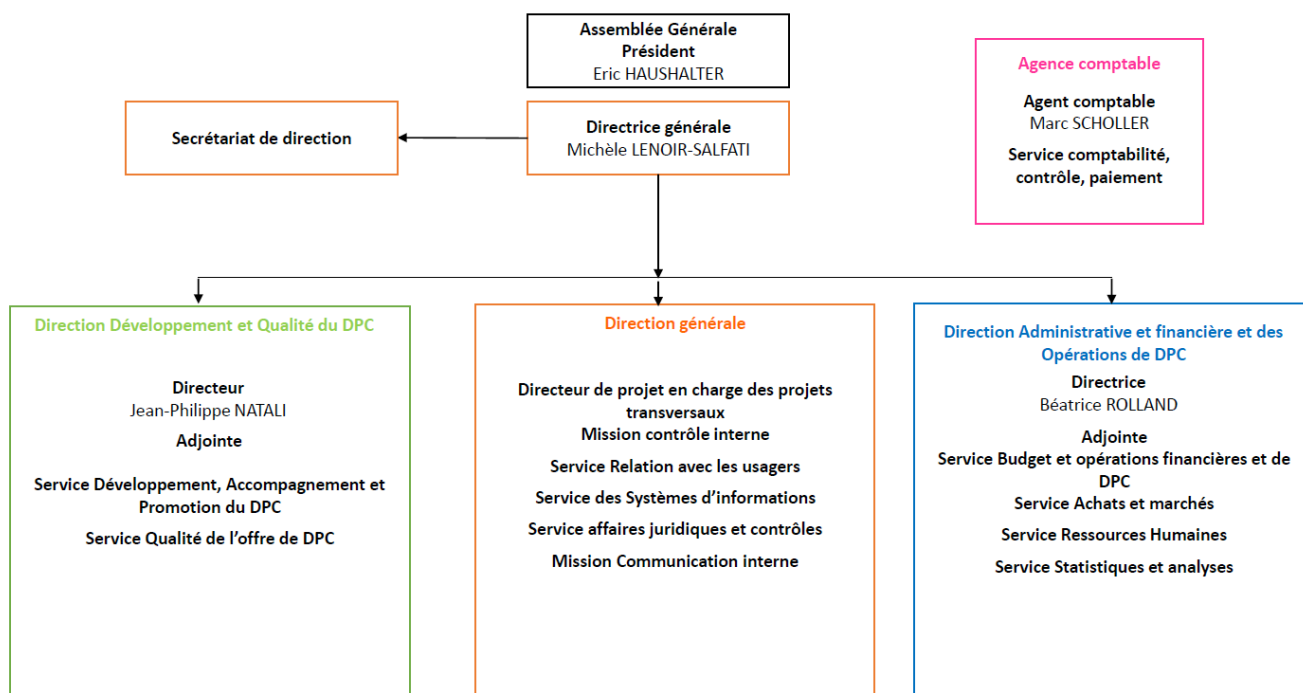 Assemblée Générale
Président
Eric HAUSHALTER
Agence comptable
Agent comptable
Marc SCHOLLER
Service comptabilité,
contrôle, paiement
Secrétariat de direction
Directrice générale
Michèle LENOIR-SALFATI
Direction Développement et Qualité du DPC
Directeur
Jean-Philippe NATALI
Adjointe
Service Développement, Accompagnement et
Promotion du DPC
Service Qualité de l’offre de DPC
Direction générale
Directeur de projet en charge des projets
transversaux
Mission contrôle interne
Service Relation avec les usagers
Service des Systèmes d’informations
Service affaires juridiques et contrôles
Mission Communication interne
Direction Administrative et financière et des
Opérations de DPC
Directrice
Béatrice ROLLAND
Adjointe
Service Budget et opérations financières et de
DPC
Service Achats et marchés
Service Ressources Humaines
Service Statistiques et analyses